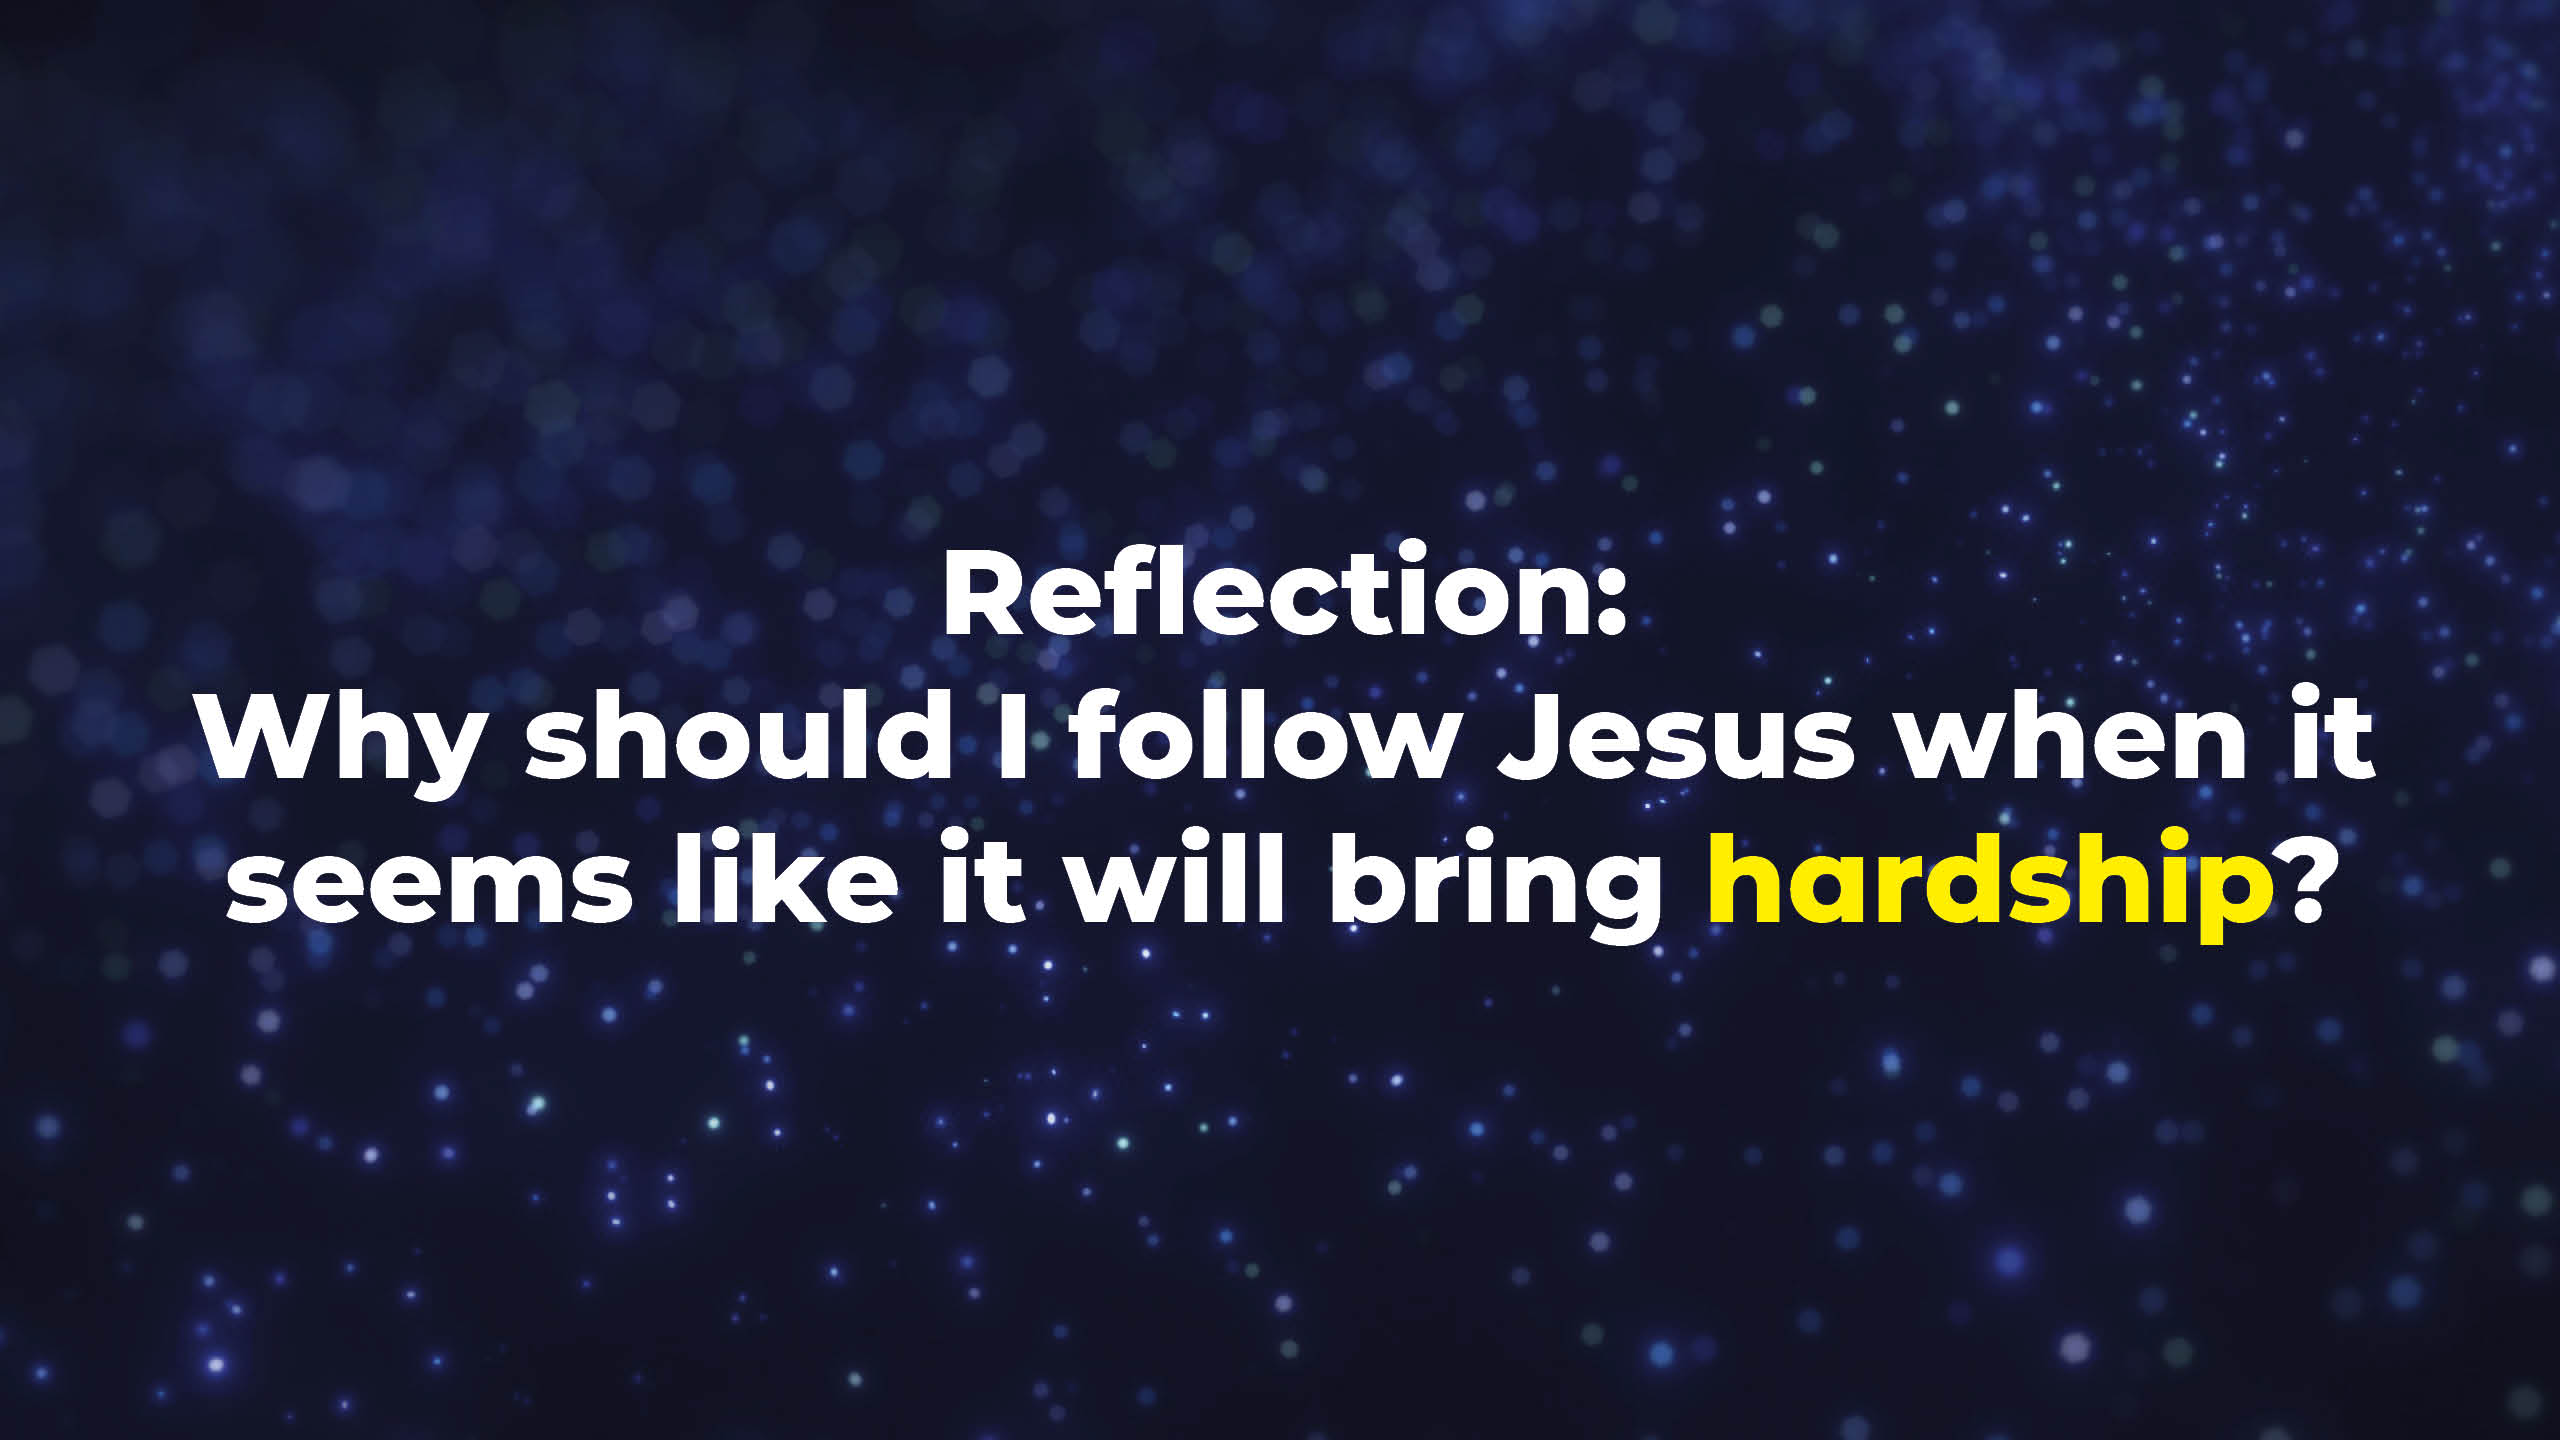 Reflection:
Why should I follow Jesus when it
seems like it will bring hardship?